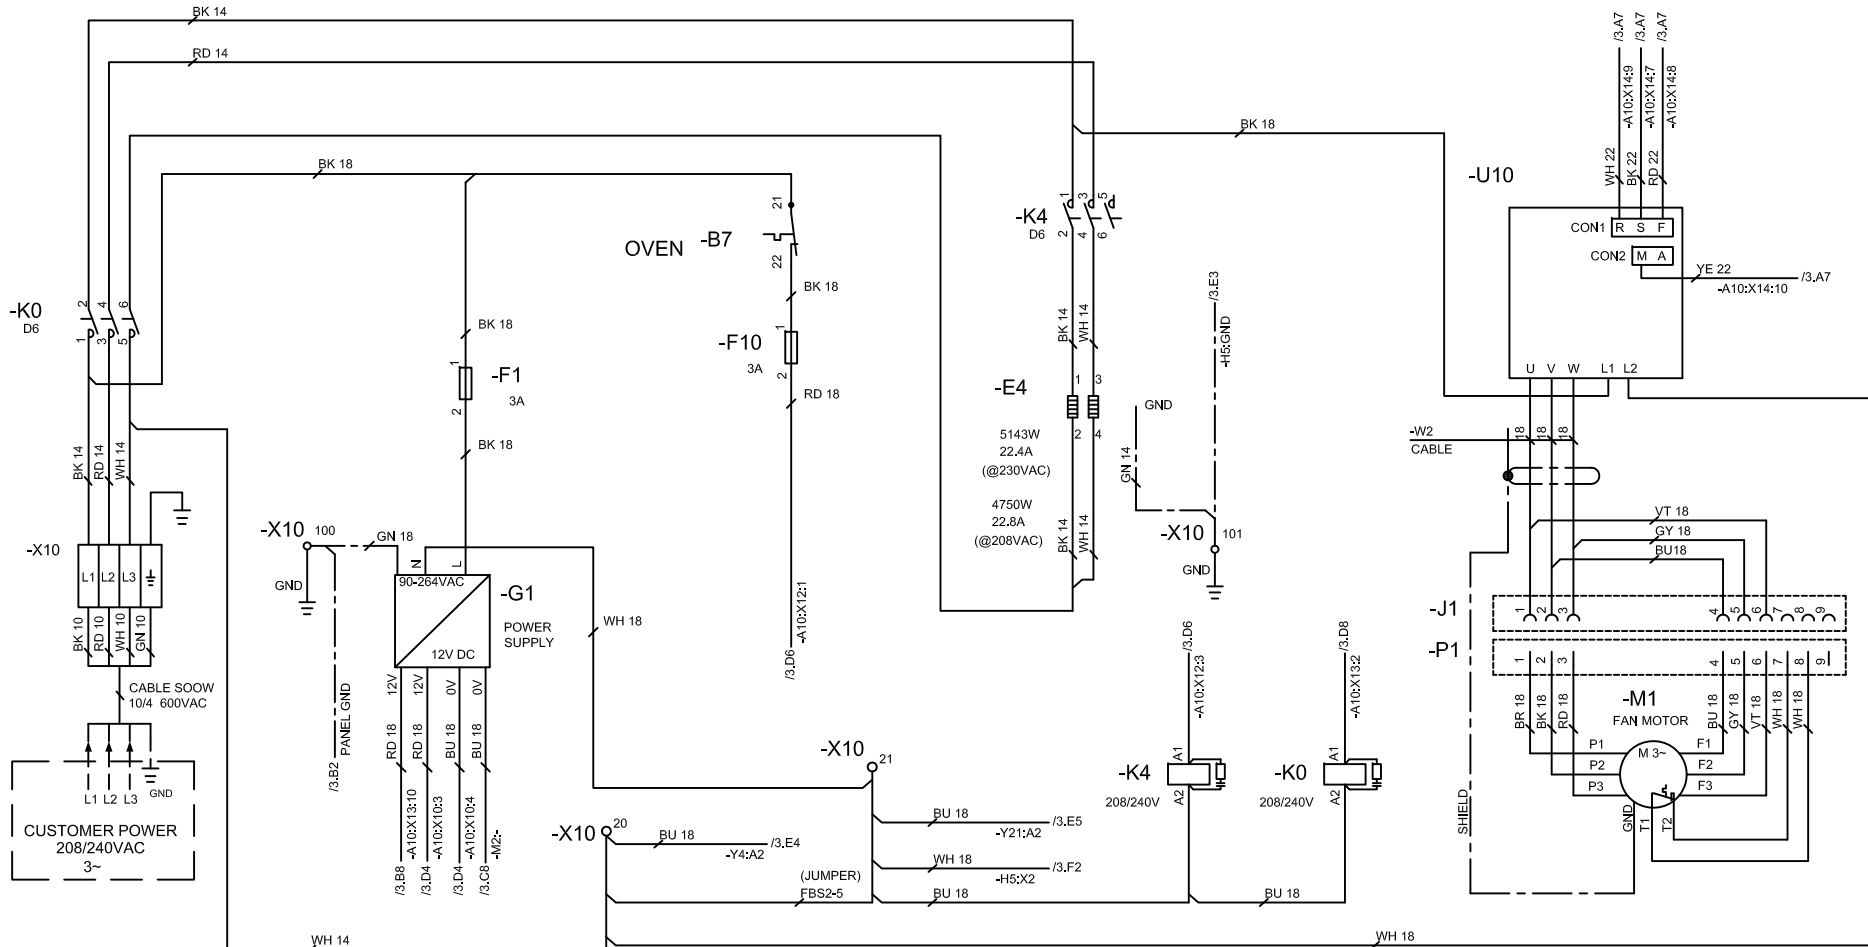 BK 14
RD 14
BK 18
BK 18
/3.A7
/3.A7
/3.A7
-A10:X14:9
-A10:X14:7
-A10:X14:8
WH 22
BK 22
RD 22
-U10
CON1
R S F
CON2
M A
YE 22
/3.A7
-A10:X14:10
U V W L1 L2
-K0
D6
2 4 6
1 3 5
BK 14
RD 14
WH 14
-X10
L1 L2 L3
BK 10
RD 10
WH 10
GN 10
CABLE SOOW
10/4 600VAC
L1 L2 L3 GND
CUSTOMER POWER
208/240VAC
3~
OVEN
-B7
21
22
BK 18
-F10
3A
1
2
RD 18
-A10:X12:1
/3.D6
BK 18
-F1
3A
1
2
BK 18
-X10
100
GN 18
GND
PANEL GND
/3.B2
N L
90-264VAC
-G1
POWER
SUPPLY
12V DC
12V
12V
0V
0V
RD 18
RD 18
BU 18
BU 18
-A10:X13:10
-A10:X10:3
-A10:X10:4
-M2:-
/3.B8
/3.D4
/3.D4
/3.C8
WH 18
WH 14
-K4
D6
1 3 5
2 4 6
BK 14
WH 14
-E4
1 3
2 4
5143W
22.4A
(@230VAC)
4750W
22.8A
(@208VAC)
BK 14
WH 14
GND
GN 14
/3.E3
-H5:GND
-X10
101
GND
-X10
21
-X10
20
BU 18
/3.E4
-Y4:A2
BU 18
/3.E5
-Y21:A2
WH 18
/3.F2
-H5:X2
(JUMPER)
FBS2-5
BU 18
BU 18
WH 18
/3.D6
-A10:X12:3
-K4
A1
A2
208/240V
/3.D8
-A10:X13:2
-K0
A1
A2
208/240V
-W2
CABLE
18
18
18
VT 18
GY 18
BU18
-J1
1 2 3 4 5 6 7 8 9
-P1
1 2 3 4 5 6 7 8 9
BR 18
BK 18
RD 18
-M1
FAN MOTOR
BU 18
GY 18
VT 18
WH 18
WH 18
P1
P2
P3
M 3~
F1
F2
F3
GND
T1
T2
SHIELD